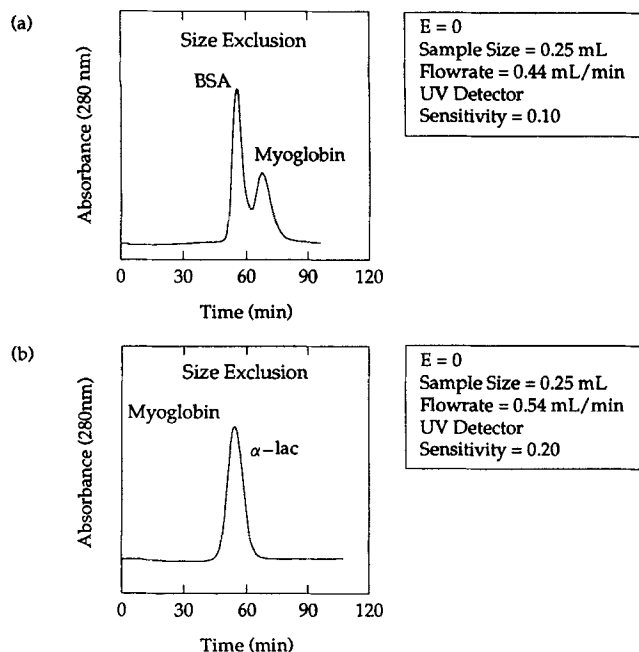 (a)
Size Exclusion
BSA
Myoglobin
Absorbance (280 nm)
0 30 60 90 120
Time (min)
E = 0
Sample Size = 0.25 mL
Flowrate = 0.44 mL/min
UV Detector
Sensitivity = 0.10
(b)
Size Exclusion
Myoglobin
α-lac
Absorbance (280nm)
0 30 60 90 120
Time (min)
E = 0
Sample Size = 0.25 mL
Flowrate = 0.54 mL/min
UV Detector
Sensitivity = 0.20